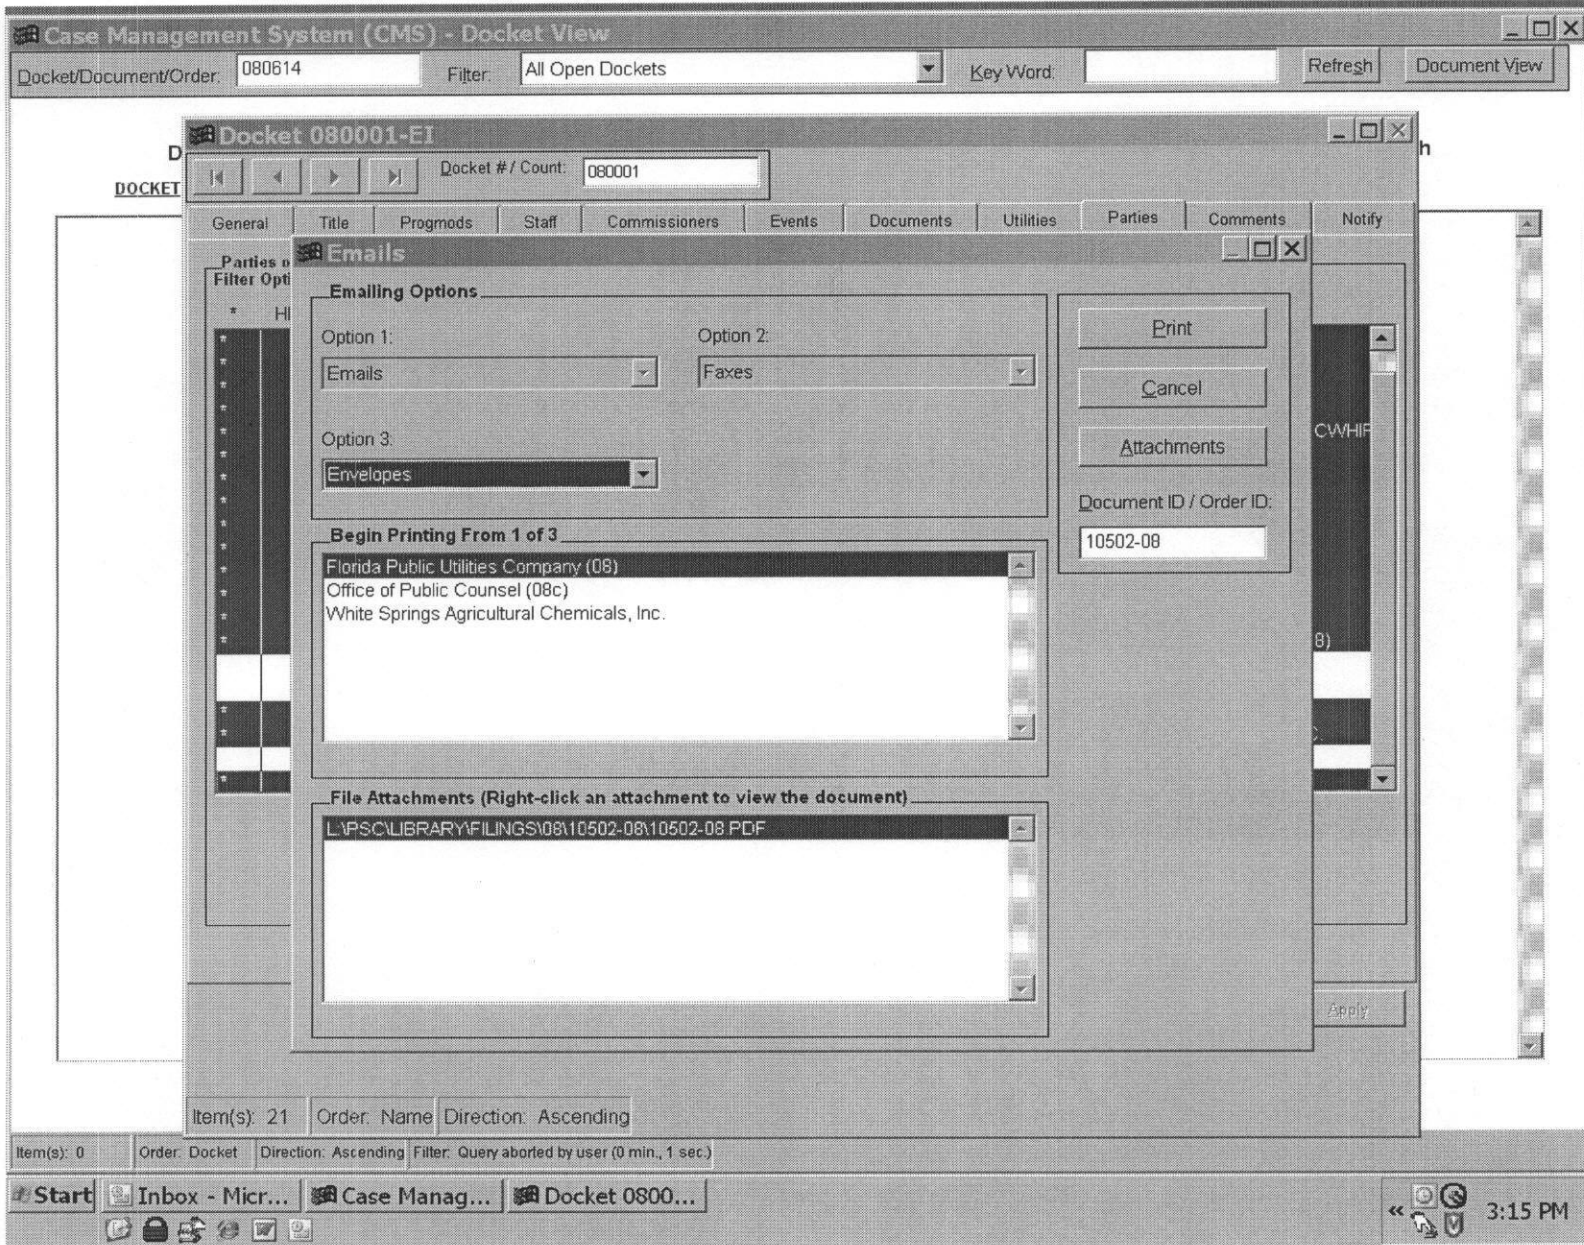 Case Management System (CMS) - Docket View
Docket/Document/Order: 080614 Filter: All Open Dockets Key Word: Refresh Document View
Docket 080001-EI
D h
DOCKET
Docket # / Count: 080001
General Title Progmods Staff Commissioners Events Documents Utilities Parties Comments Notify
Parties o
Filter Opti
* HI
Emails
Emailing Options
Option 1: Option 2:
Emails Faxes
Option 3:
Envelopes
Print
Cancel
Attachments
Document ID / Order ID:
10502-08
CWHIP
8)
Begin Printing From 1 of 3
Florida Public Utilities Company (08)
Office of Public Counsel (08c)
White Springs Agricultural Chemicals, Inc.
File Attachments (Right-click an attachment to view the document)
L:\PSC\LIBRARY\FILINGS\08\10502-08\10502-08.PDF
Apply
Item(s): 21 Order: Name Direction: Ascending
Item(s): 0 Order: Docket Direction: Ascending Filter: Query aborted by user (0 min., 1 sec.)
Start Inbox - Micr... Case Manag... Docket 0800... « 3:15 PM